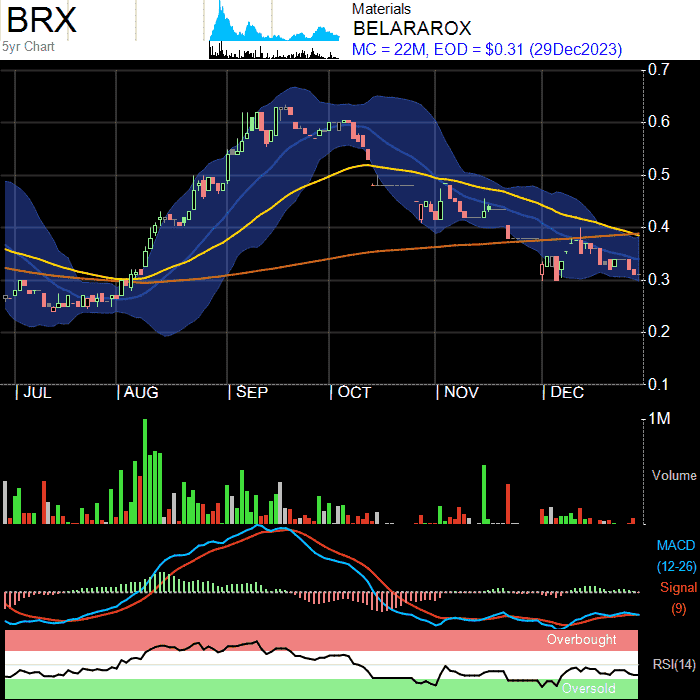 BRX
5yr Chart
Materials
BELARAROX
MC = 22M, EOD = $0.31 (29Dec2023)
0.7
0.6
0.5
0.4
0.3
0.2
0.1
JUL AUG SEP OCT NOV DEC
1M
Volume
MACD
(12-26)
Signal
(9)
Overbought
RSI(14)
Oversold